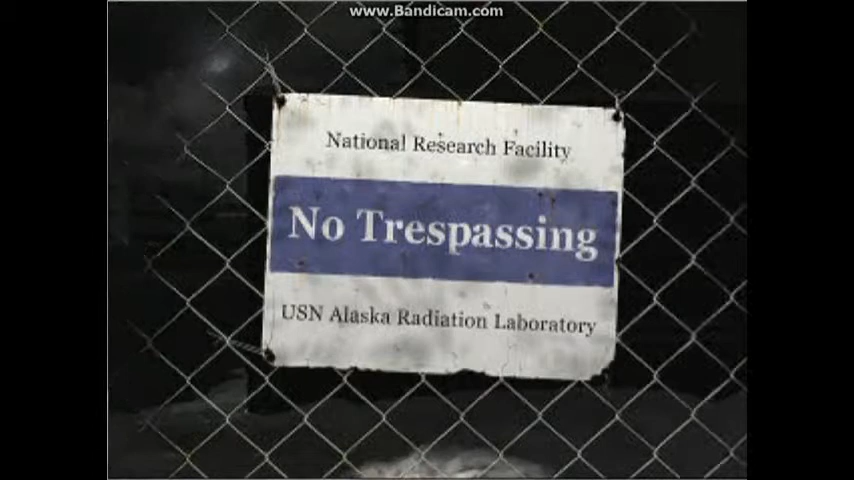 www.Bandicam.com
National Research Facility
No Trespassing
USN Alaska Radiation Laboratory